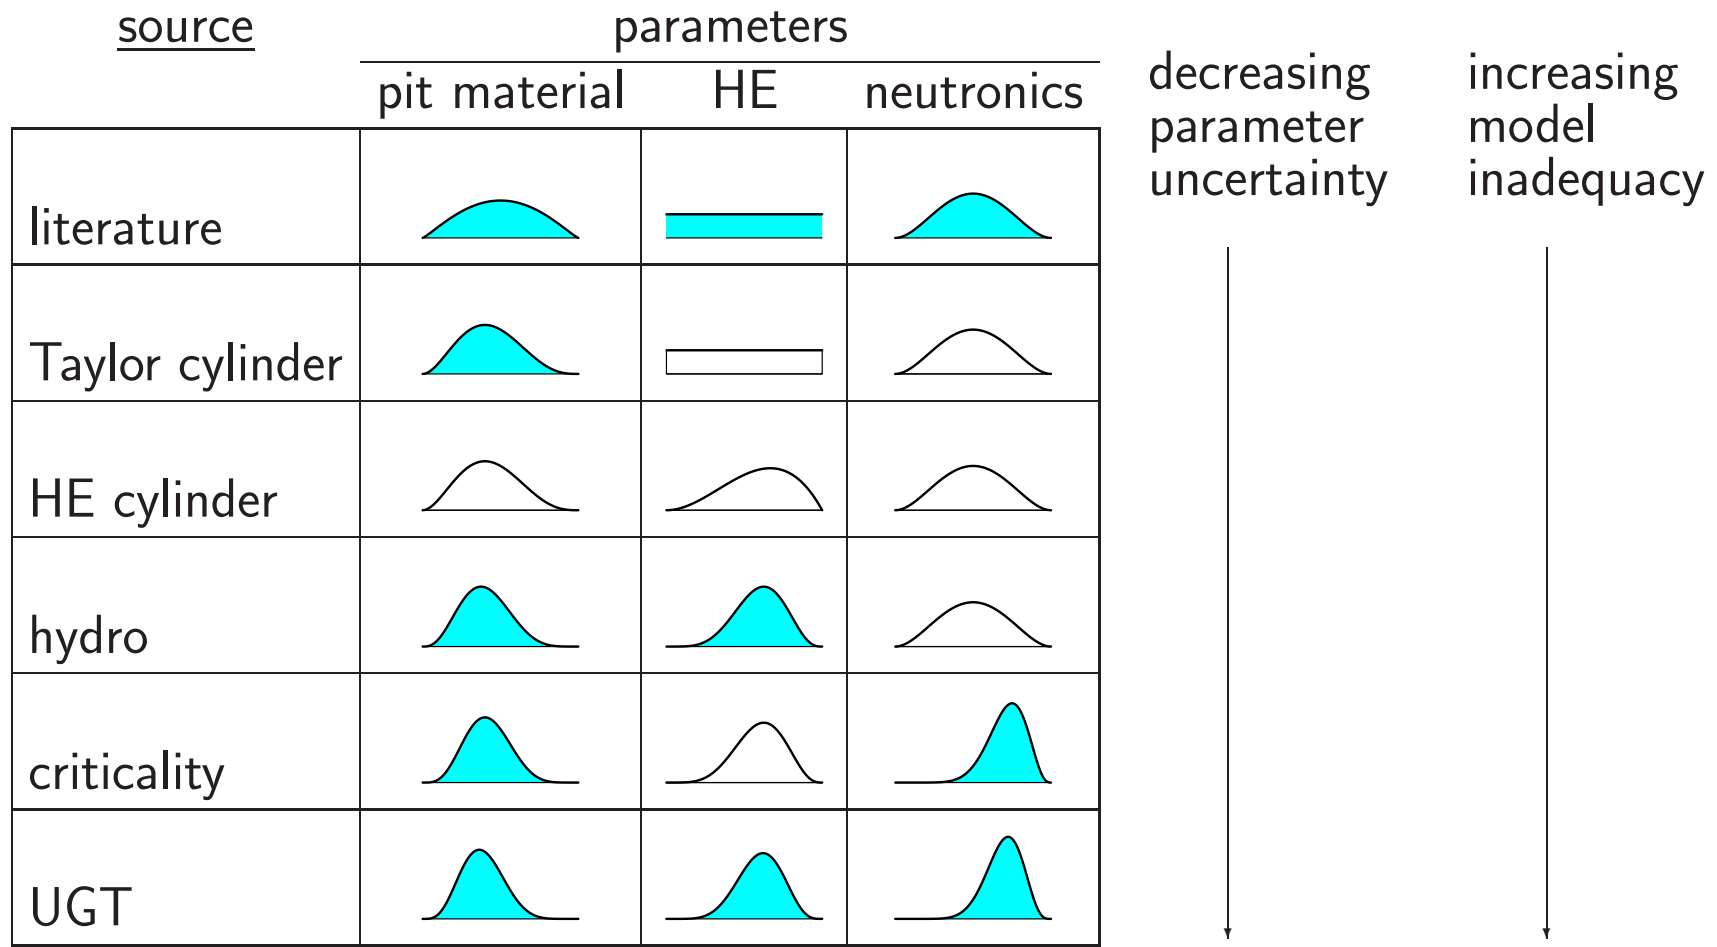 source
parameters
pit material
HE
neutronics
decreasing
parameter
uncertainty
increasing
model
inadequacy
literature
Taylor cylinder
HE cylinder
hydro
criticality
UGT